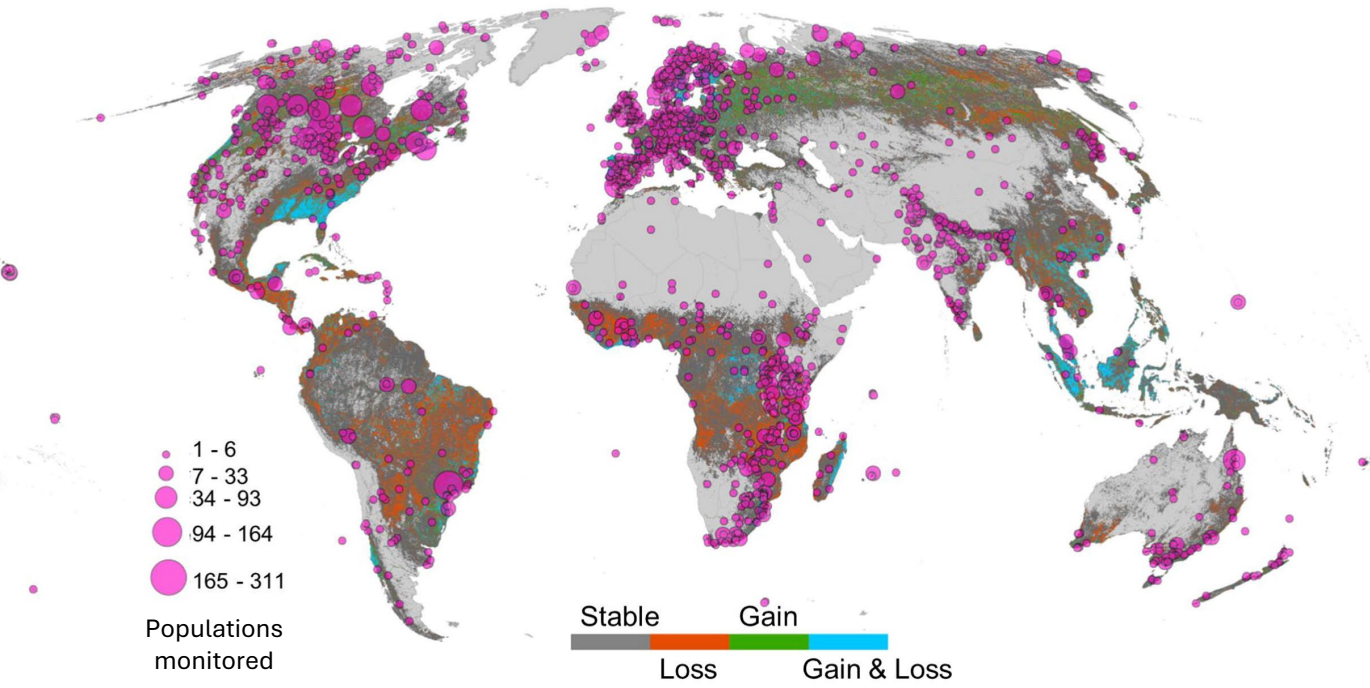 1 - 6
7 - 33
34 - 93
94 - 164
165 - 311
Populations
monitored
Stable Gain
Loss Gain & Loss